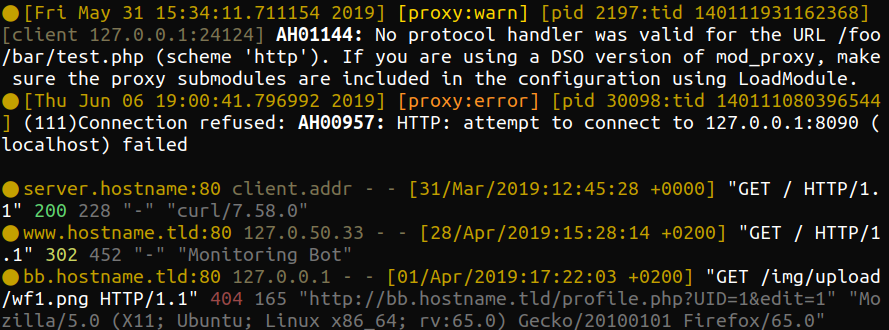 [Fri May 31 15:34:11.711154 2019] [proxy:warn] [pid 2197:tid 140111931162368]
[client 127.0.0.1:24124] AH01144: No protocol handler was valid for the URL /foo
/bar/test.php (scheme 'http'). If you are using a DSO version of mod_proxy, make
sure the proxy submodules are included in the configuration using LoadModule.
[Thu Jun 06 19:00:41.796992 2019] [proxy:error] [pid 30098:tid 140111080396544
] (111)Connection refused: AH00957: HTTP: attempt to connect to 127.0.0.1:8090 (
localhost) failed
server.hostname:80 client.addr - - [31/Mar/2019:12:45:28 +0000] "GET / HTTP/1.
1" 200 228 "-" "curl/7.58.0"
www.hostname.tld:80 127.0.50.33 - - [28/Apr/2019:15:28:14 +0200] "GET / HTTP/1
.1" 302 452 "-" "Monitoring Bot"
bb.hostname.tld:80 127.0.0.1 - - [01/Apr/2019:17:22:03 +0200] "GET /img/upload
/wf1.png HTTP/1.1" 404 165 "http://bb.hostname.tld/profile.php?UID=1&edit=1" "Mo
zilla/5.0 (X11; Ubuntu; Linux x86_64; rv:65.0) Gecko/20100101 Firefox/65.0"